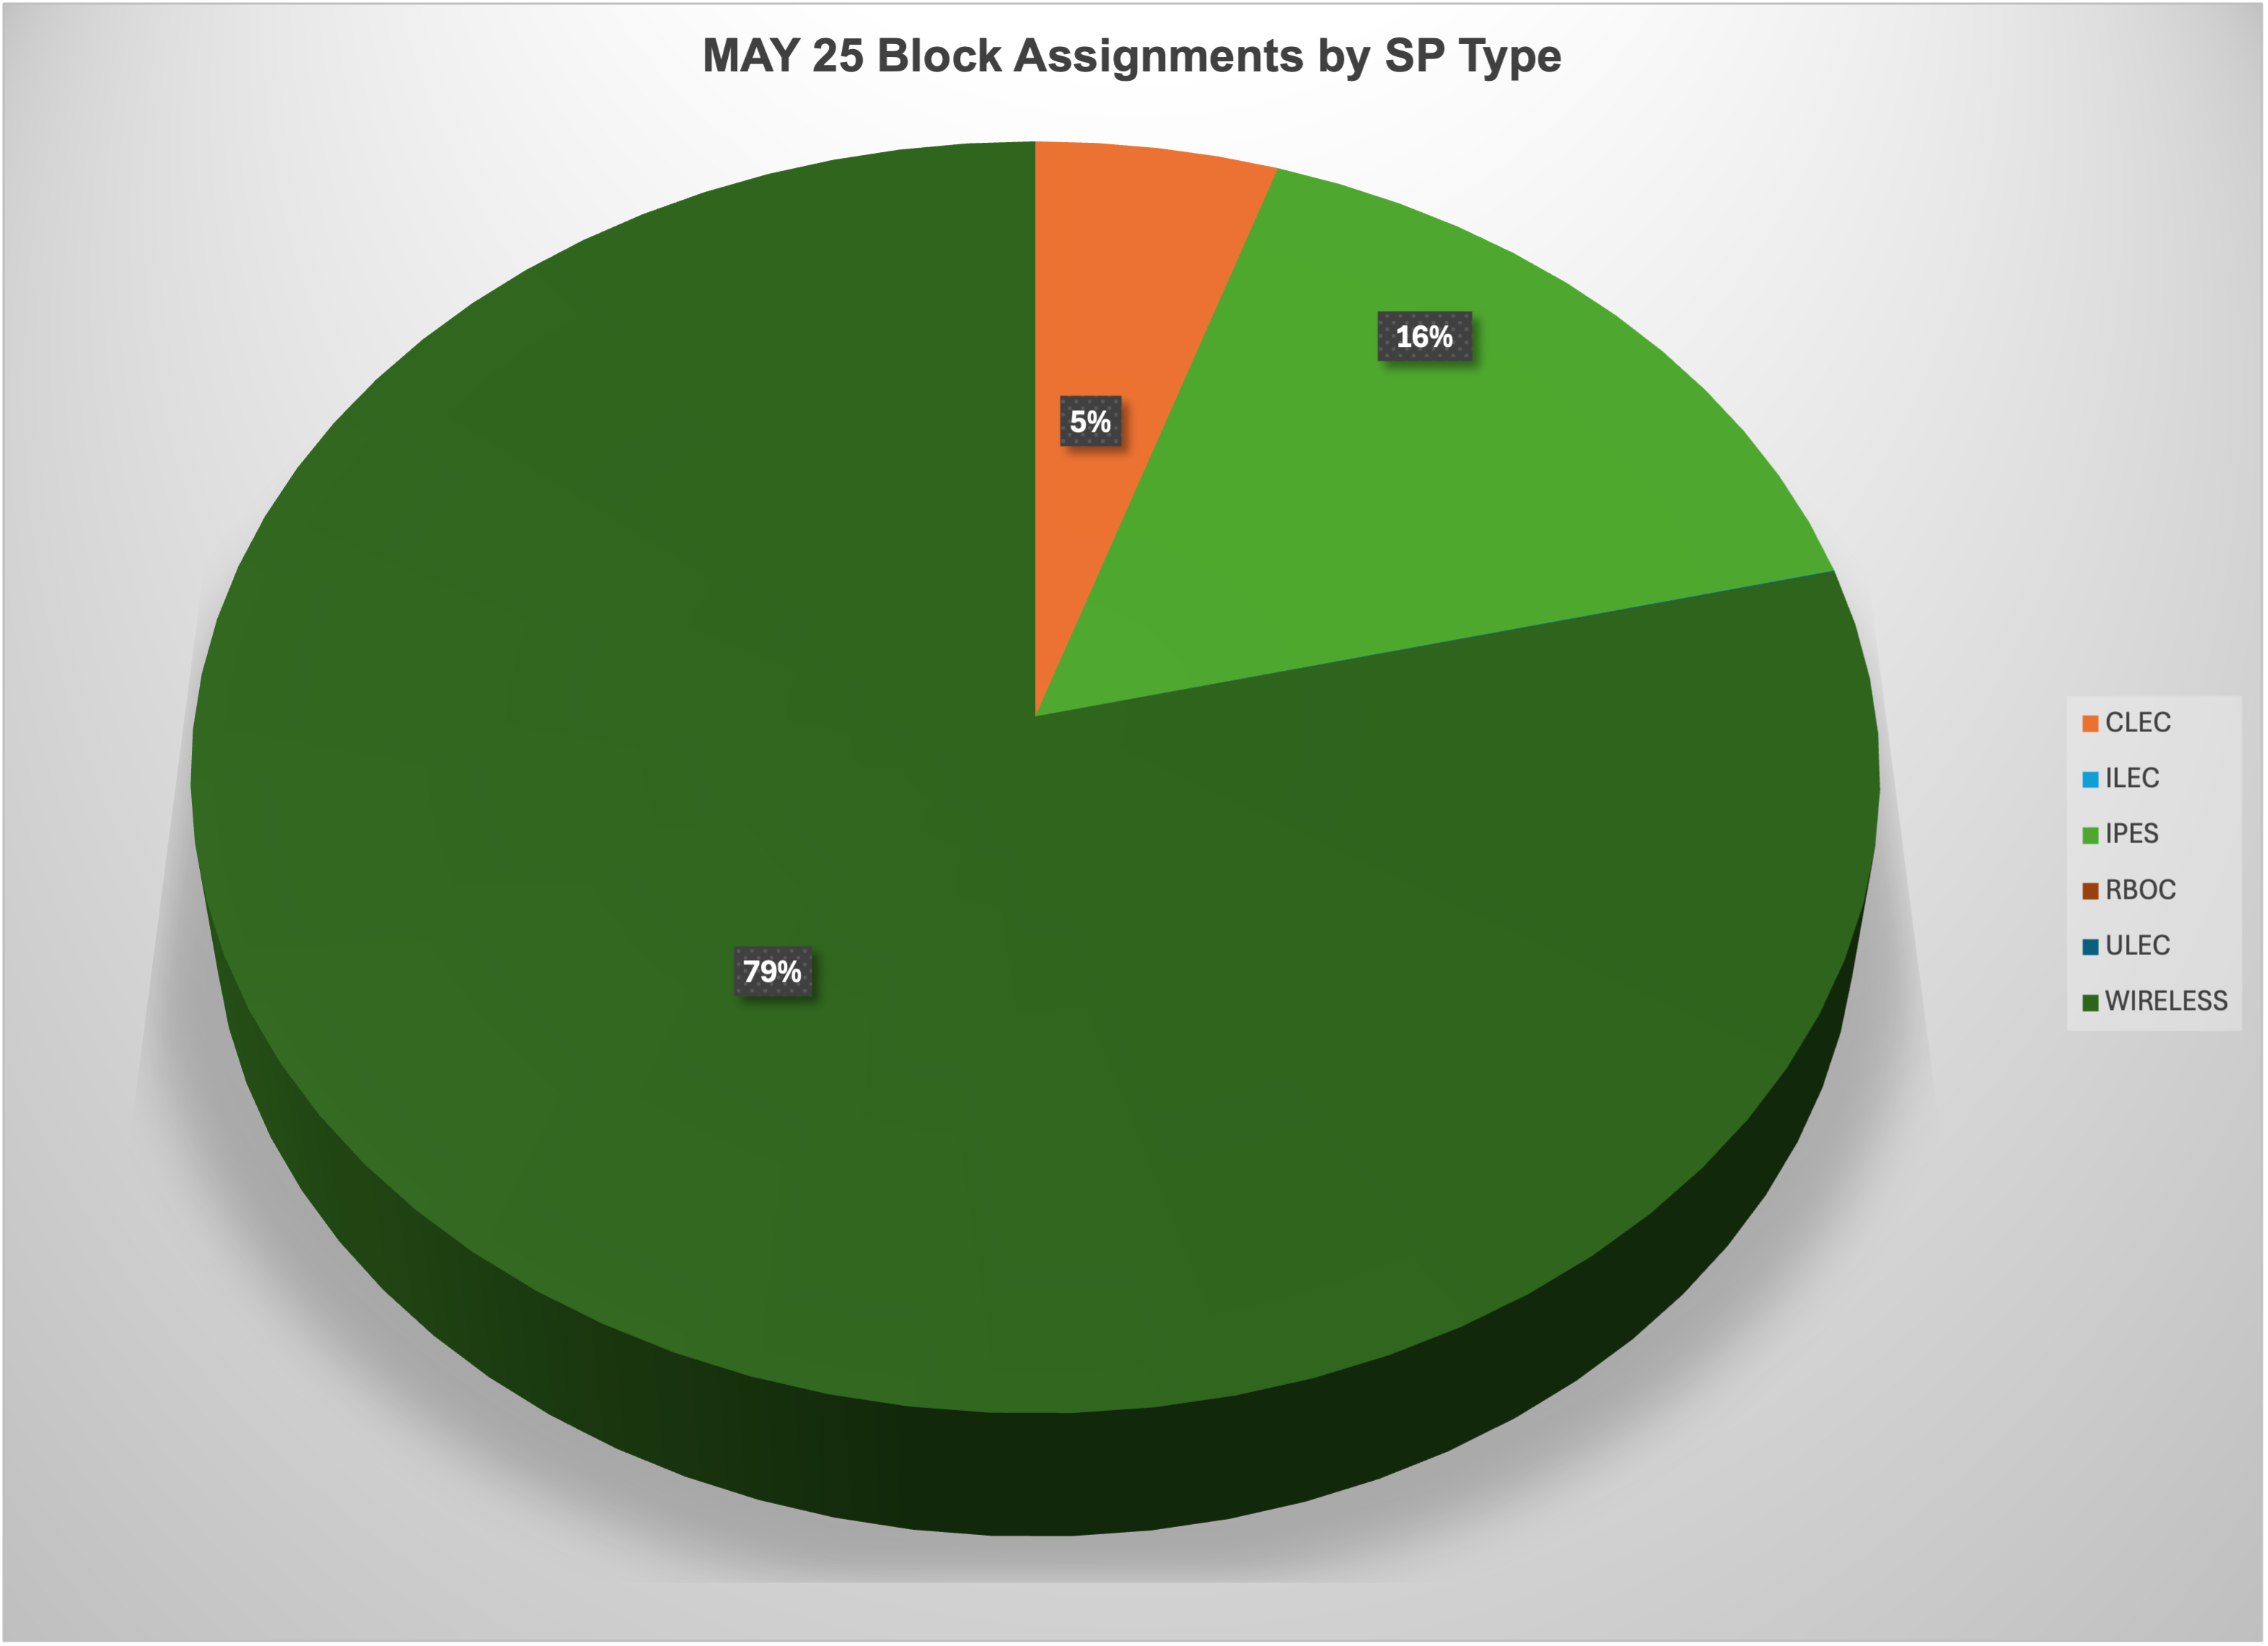 MAY 25 Block Assignments by SP Type
16%
5%
79%
CLEC
ILEC
IPES
RBOC
ULEC
WIRELESS